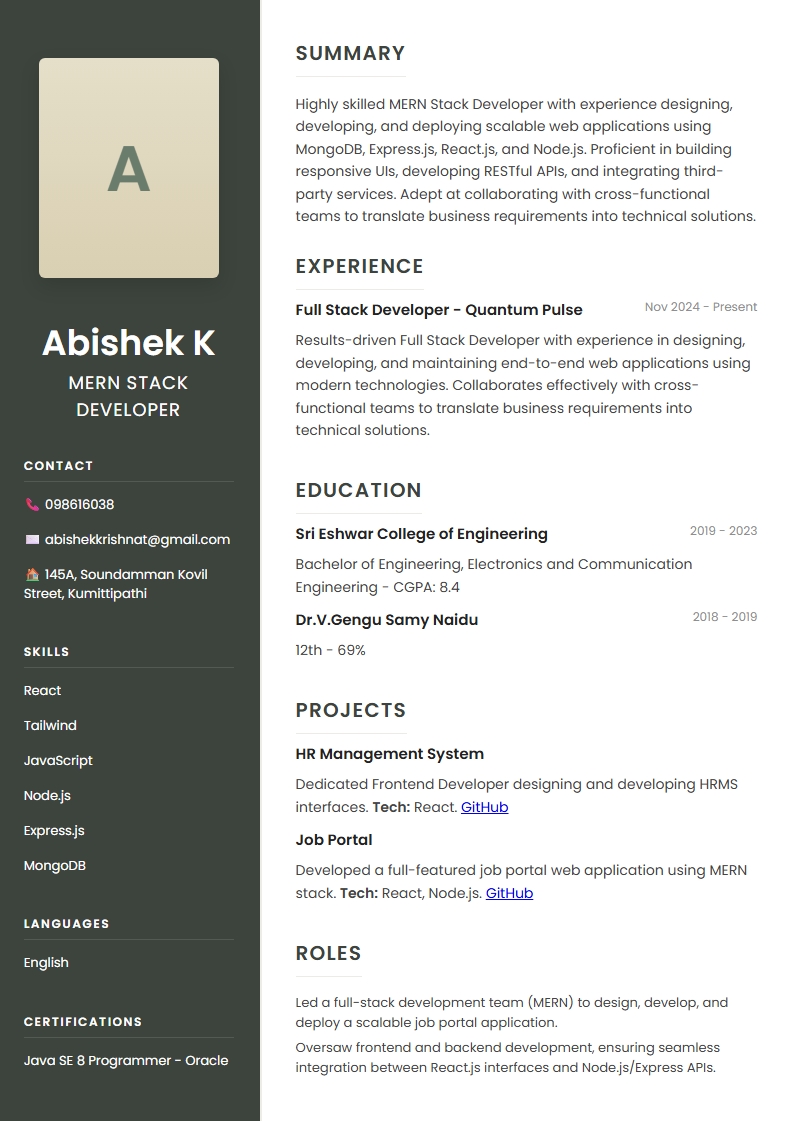 A
Abishek K
MERN STACK
DEVELOPER
CONTACT
📞 098616038
✉️ abishekkrishnat@gmail.com
🏠 145A, Soundamman Kovil
Street, Kumittipathi
SKILLS
React
Tailwind
JavaScript
Node.js
Express.js
MongoDB
LANGUAGES
English
CERTIFICATIONS
Java SE 8 Programmer - Oracle
SUMMARY
Highly skilled MERN Stack Developer with experience designing,
developing, and deploying scalable web applications using
MongoDB, Express.js, React.js, and Node.js. Proficient in building
responsive UIs, developing RESTful APIs, and integrating third-
party services. Adept at collaborating with cross-functional
teams to translate business requirements into technical solutions.
EXPERIENCE
Full Stack Developer - Quantum Pulse Nov 2024 - Present
Results-driven Full Stack Developer with experience in designing,
developing, and maintaining end-to-end web applications using
modern technologies. Collaborates effectively with cross-
functional teams to translate business requirements into
technical solutions.
EDUCATION
Sri Eshwar College of Engineering 2019 - 2023
Bachelor of Engineering, Electronics and Communication
Engineering - CGPA: 8.4
Dr.V.Gengu Samy Naidu 2018 - 2019
12th - 69%
PROJECTS
HR Management System
Dedicated Frontend Developer designing and developing HRMS
interfaces. Tech: React. GitHub
Job Portal
Developed a full-featured job portal web application using MERN
stack. Tech: React, Node.js. GitHub
ROLES
Led a full-stack development team (MERN) to design, develop, and
deploy a scalable job portal application.
Oversaw frontend and backend development, ensuring seamless
integration between React.js interfaces and Node.js/Express APIs.